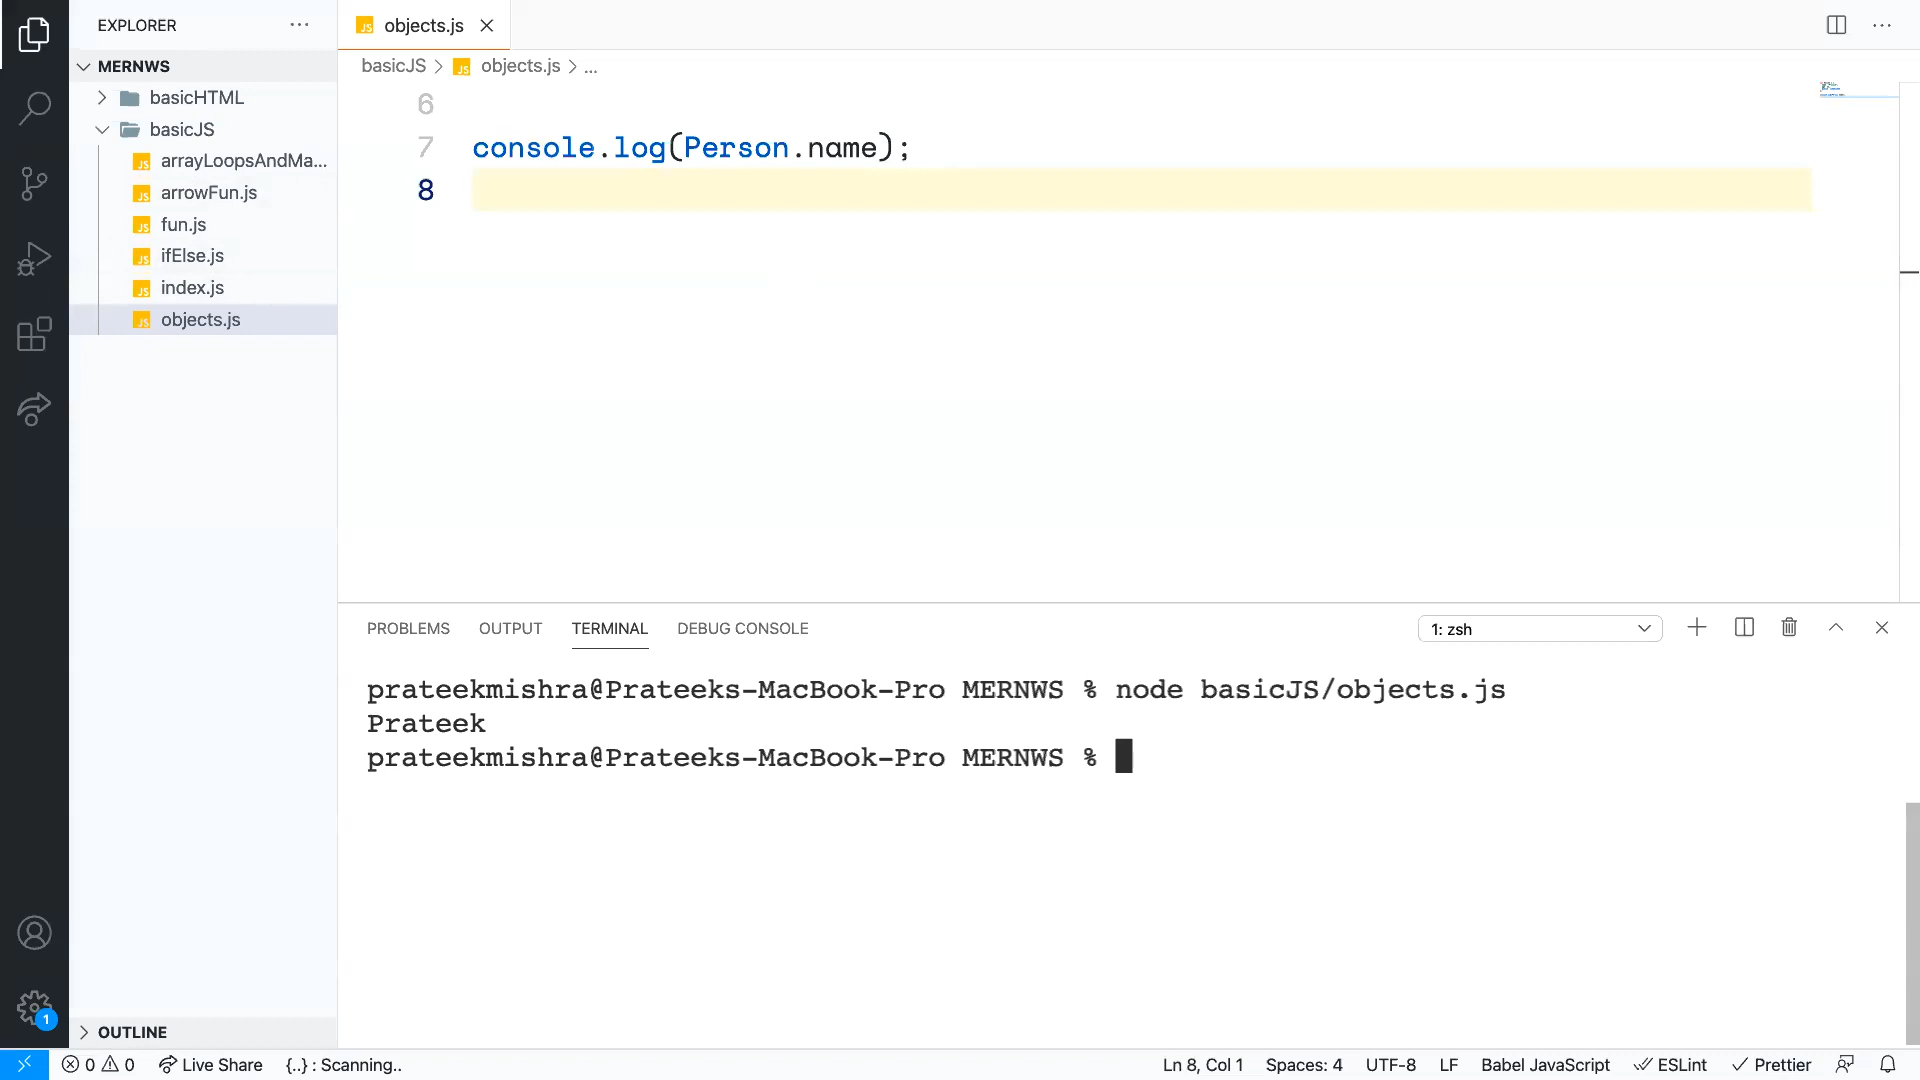 EXPLORER
objects.js
MERNWS
basicJS > objects.js > ...
basicHTML
basicJS
arrayLoopsAndMa...
arrowFun.js
fun.js
ifElse.js
index.js
objects.js
6
7 console.log(Person.name);
8
PROBLEMS OUTPUT TERMINAL DEBUG CONSOLE
1: zsh
prateekmishra@Prateeks-MacBook-Pro MERNWS % node basicJS/objects.js
Prateek
prateekmishra@Prateeks-MacBook-Pro MERNWS %
1
OUTLINE
0 0 Live Share {..} : Scanning.. Ln 8, Col 1 Spaces: 4 UTF-8 LF Babel JavaScript ESLint Prettier